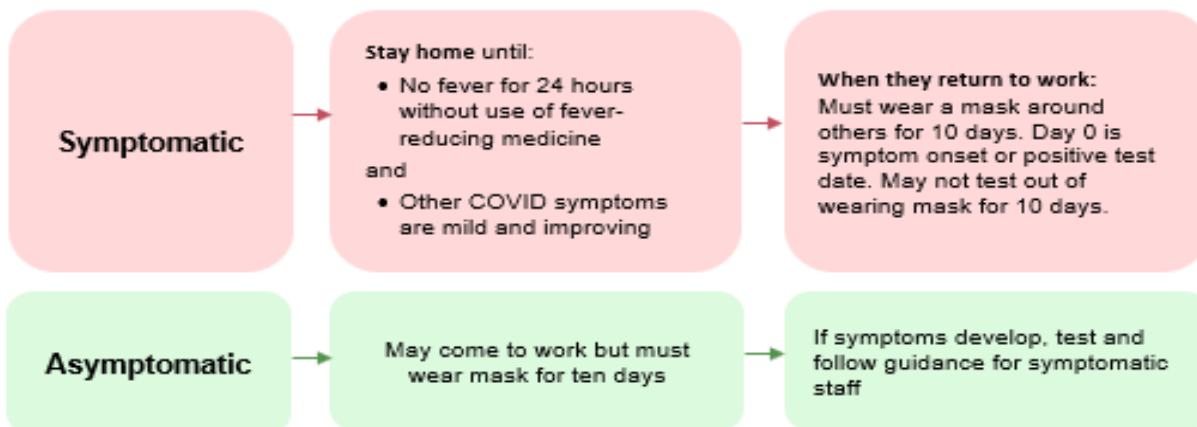 Symptomatic
Stay home until:
• No fever for 24 hours
without use of fever-
reducing medicine
and
• Other COVID symptoms
are mild and improving
When they return to work:
Must wear a mask around
others for 10 days. Day 0 is
symptom onset or positive test
date. May not test out of
wearing mask for 10 days.
Asymptomatic
May come to work but must
wear mask for ten days
If symptoms develop, test and
follow guidance for symptomatic
staff